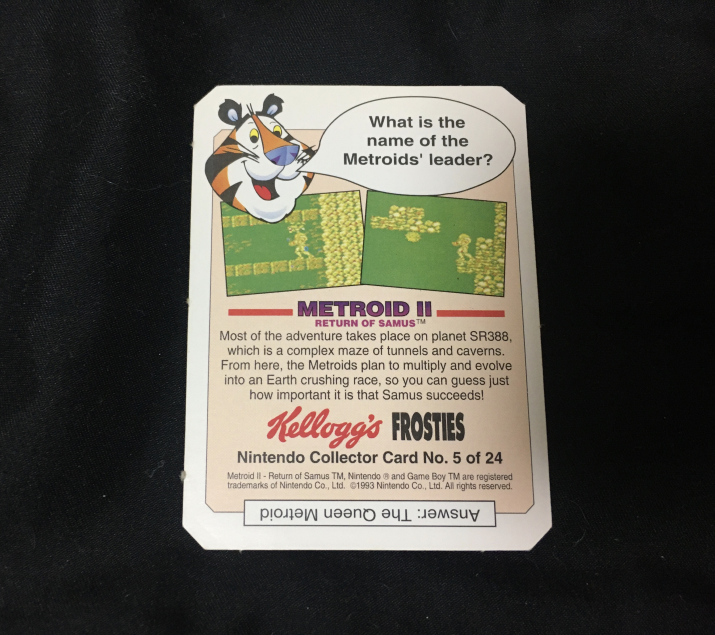 What is the
name of the
Metroids' leader?
METROID II
RETURN OF SAMUS™
Most of the adventure takes place on planet SR388,
which is a complex maze of tunnels and caverns.
From here, the Metroids plan to multiply and evolve
into an Earth crushing race, so you can guess just
how important it is that Samus succeeds!
Kellogg's FROSTIES
Nintendo Collector Card No. 5 of 24
Metroid II - Return of Samus TM, Nintendo ® and Game Boy TM are registered
trademarks of Nintendo Co., Ltd. ©1993 Nintendo Co., Ltd. All rights reserved.
Answer: The Queen Metroid